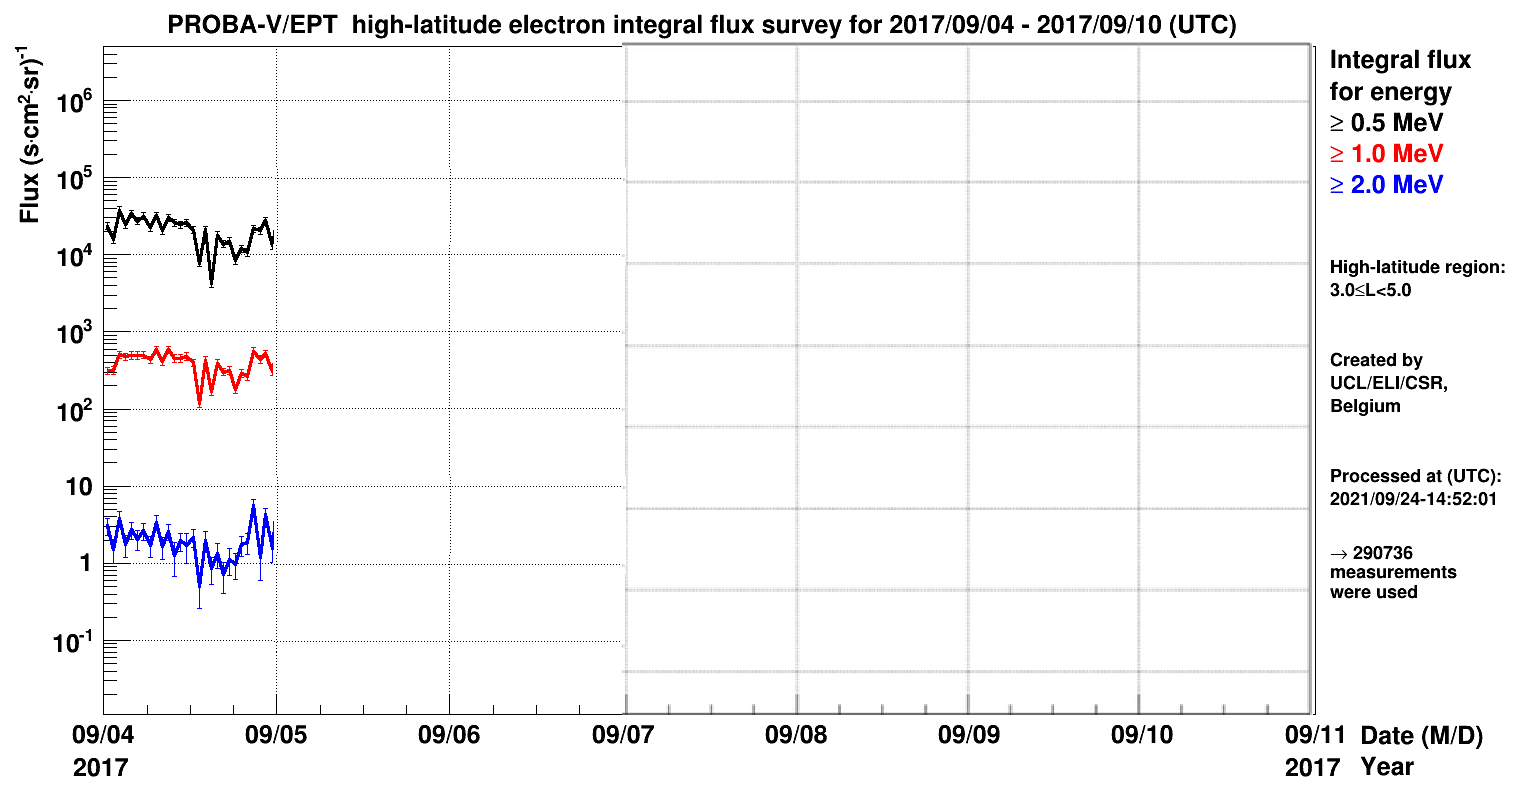 PROBA-V/EPT  high-latitude electron integral flux survey for 2017/09/04 - 2017/09/10 (UTC)
Flux (s·cm²·sr)⁻¹
10⁶
10⁵
10⁴
10³
10²
10
1
10⁻¹
09/04 09/05 09/06 09/07 09/08 09/09 09/10 09/11 Date (M/D)
2017 2017 Year
Integral flux
for energy
≥ 0.5 MeV
≥ 1.0 MeV
≥ 2.0 MeV
High-latitude region:
3.0≤L<5.0
Created by
UCL/ELI/CSR,
Belgium
Processed at (UTC):
2021/09/24-14:52:01
→ 290736
measurements
were used